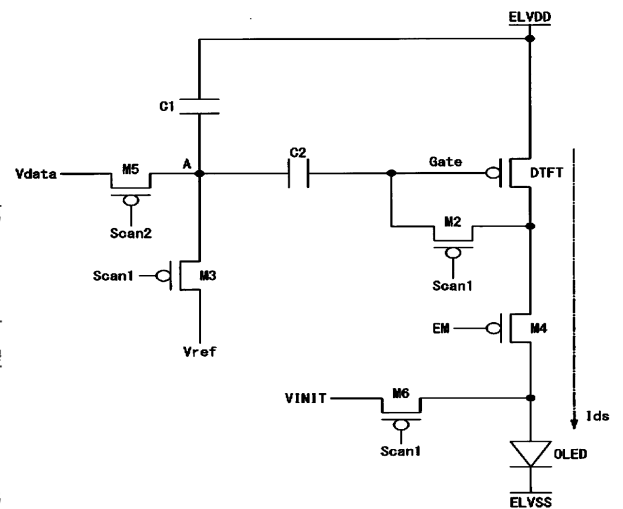 ELVDD
C1
C2
Vdata
M5
A
Gate
DTFT
Scan2
M2
Scan1
M3
Scan1
EM
M4
Vref
VINIT
M6
Ids
Scan1
OLED
ELVSS